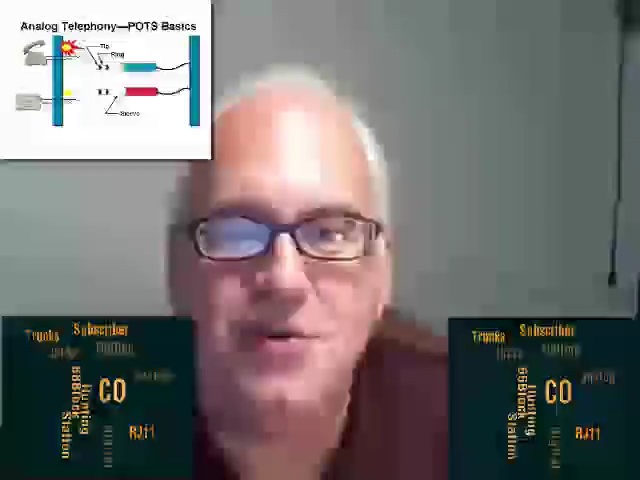 Analog Telephony—POTS Basics
Tip
Ring
Sleeve
Trunks
Subscriber
CO
66Block
Hunting
Station
RJ11
Trunks
Subscriber
CO
66Block
Hunting
Station
RJ11
digital